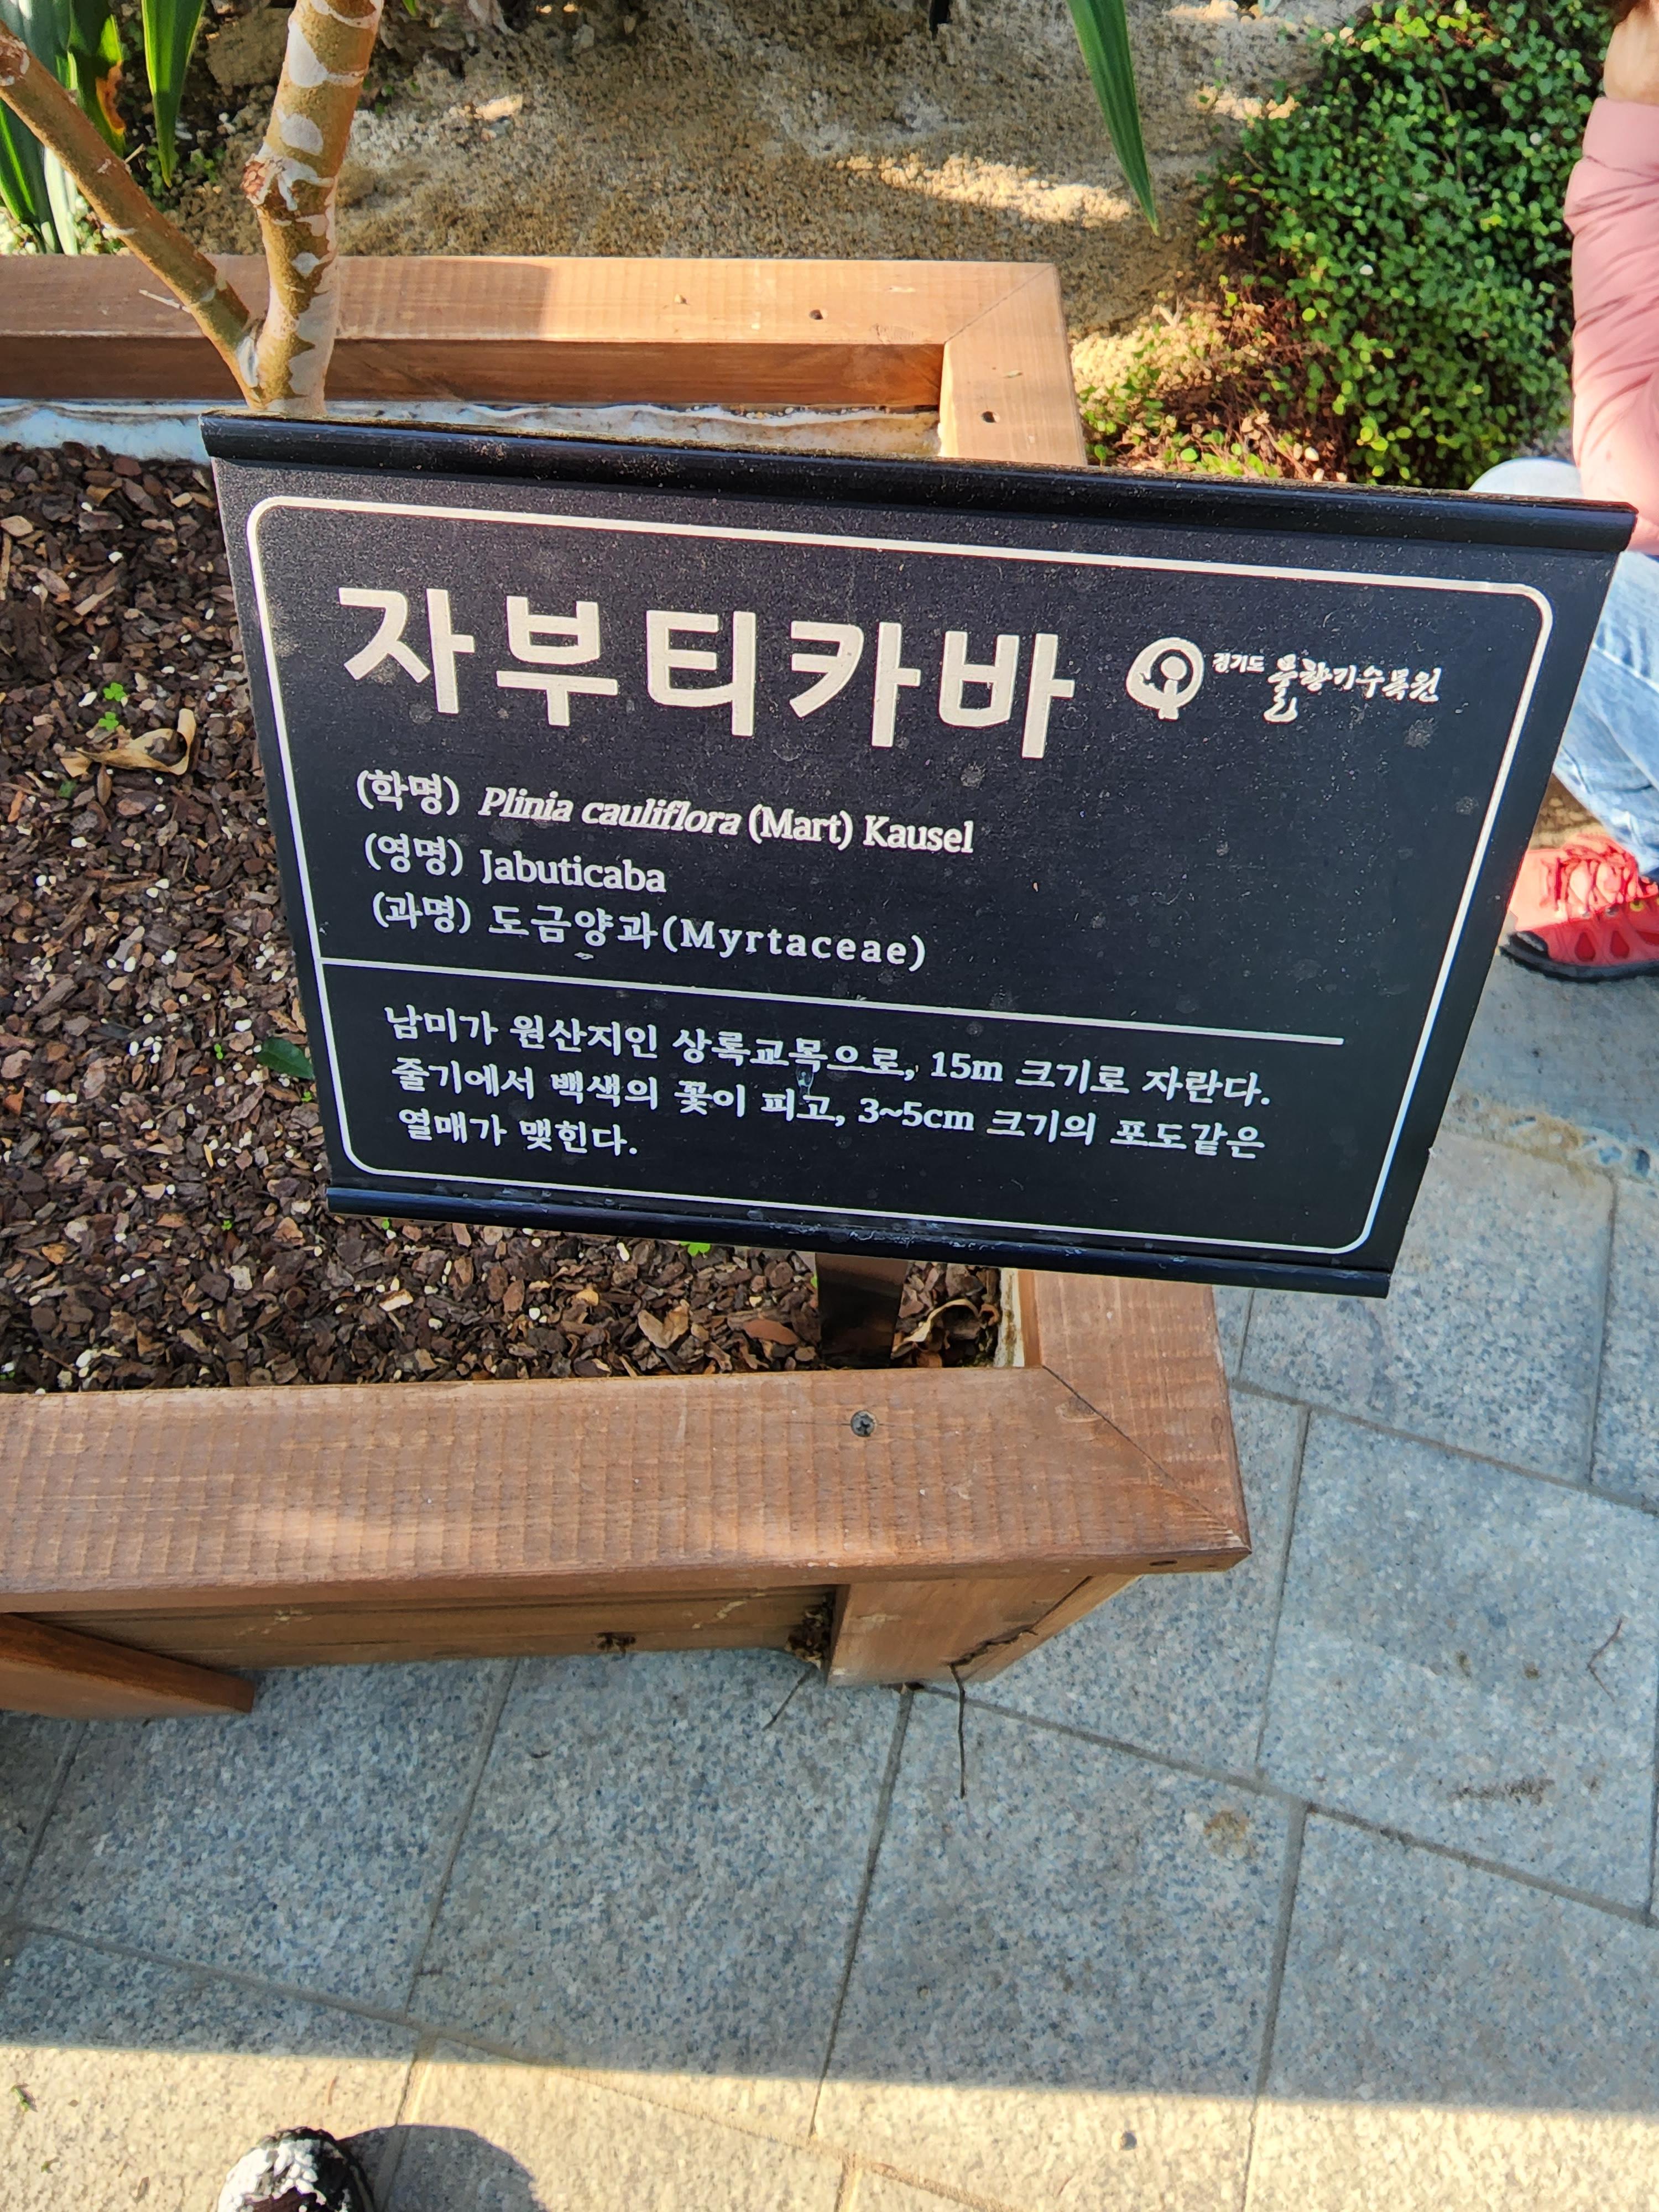 자부티카바
경기도 물향기수목원
(학명) Plinia cauliflora (Mart) Kausel
(영명) Jabuticaba
(과명) 도금양과(Myrtaceae)
남미가 원산지인 상록교목으로, 15m 크기로 자란다.
줄기에서 백색의 꽃이 피고, 3~5cm 크기의 포도같은
열매가 맺힌다.